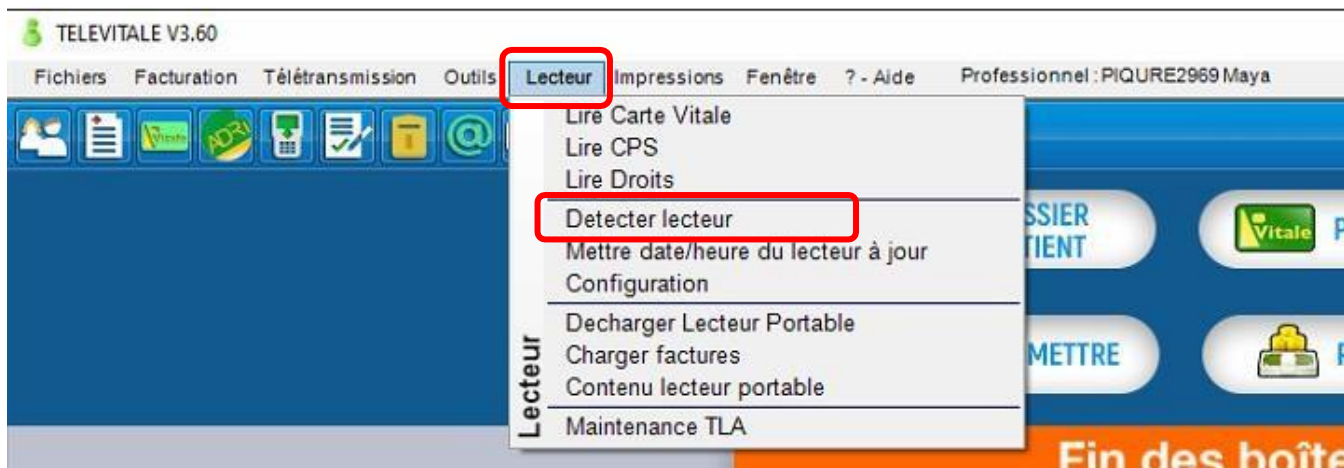 TELEVITALE V3.60
Fichiers Facturation Télétransmission Outils Lecteur Impressions Fenêtre ? - Aide Professionnel : PIQURE2969 Maya
Vitale ADRI
Lire Carte Vitale
Lire CPS
Lire Droits
Detecter lecteur
Mettre date/heure du lecteur à jour
Configuration
Decharger Lecteur Portable
Charger factures
Contenu lecteur portable
Maintenance TLA
Lecteur
SSIER
TIENT
Vitale P
METTRE
Fin des boîte